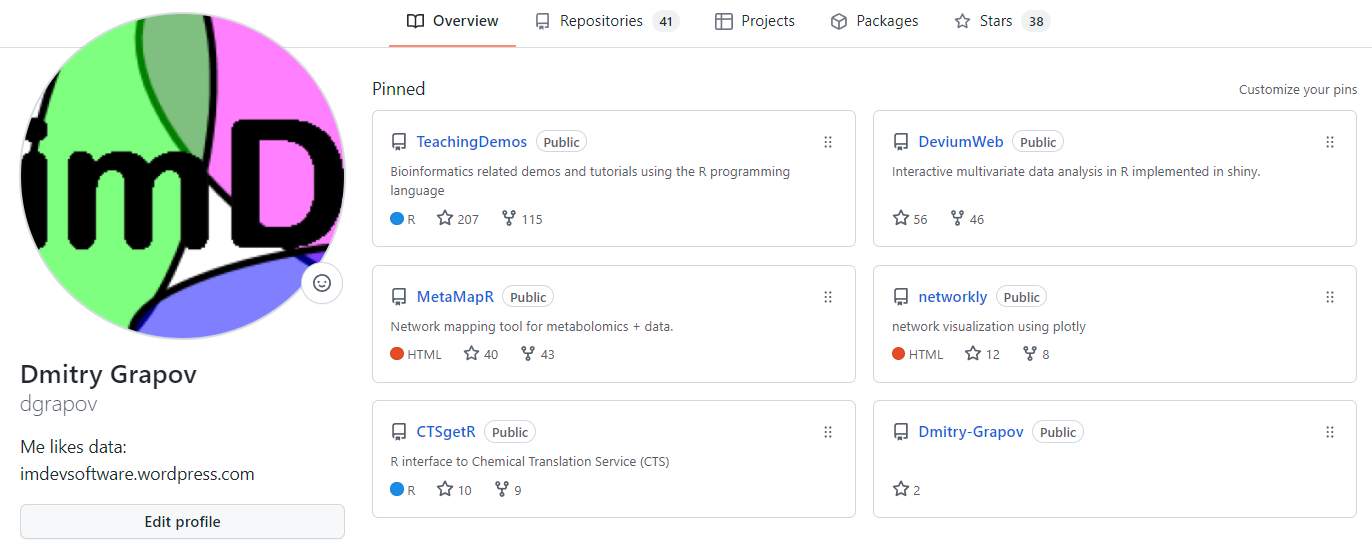 Overview
Repositories 41
Projects
Packages
Stars 38
imD
Dmitry Grapov
dgrapov
Me likes data:
imdevsoftware.wordpress.com
Edit profile
Pinned
Customize your pins
TeachingDemos Public
Bioinformatics related demos and tutorials using the R programming
language
R 207 115
DeviumWeb Public
Interactive multivariate data analysis in R implemented in shiny.
56 46
MetaMapR Public
Network mapping tool for metabolomics + data.
HTML 40 43
networkly Public
network visualization using plotly
HTML 12 8
CTSgetR Public
R interface to Chemical Translation Service (CTS)
R 10 9
Dmitry-Grapov Public
2